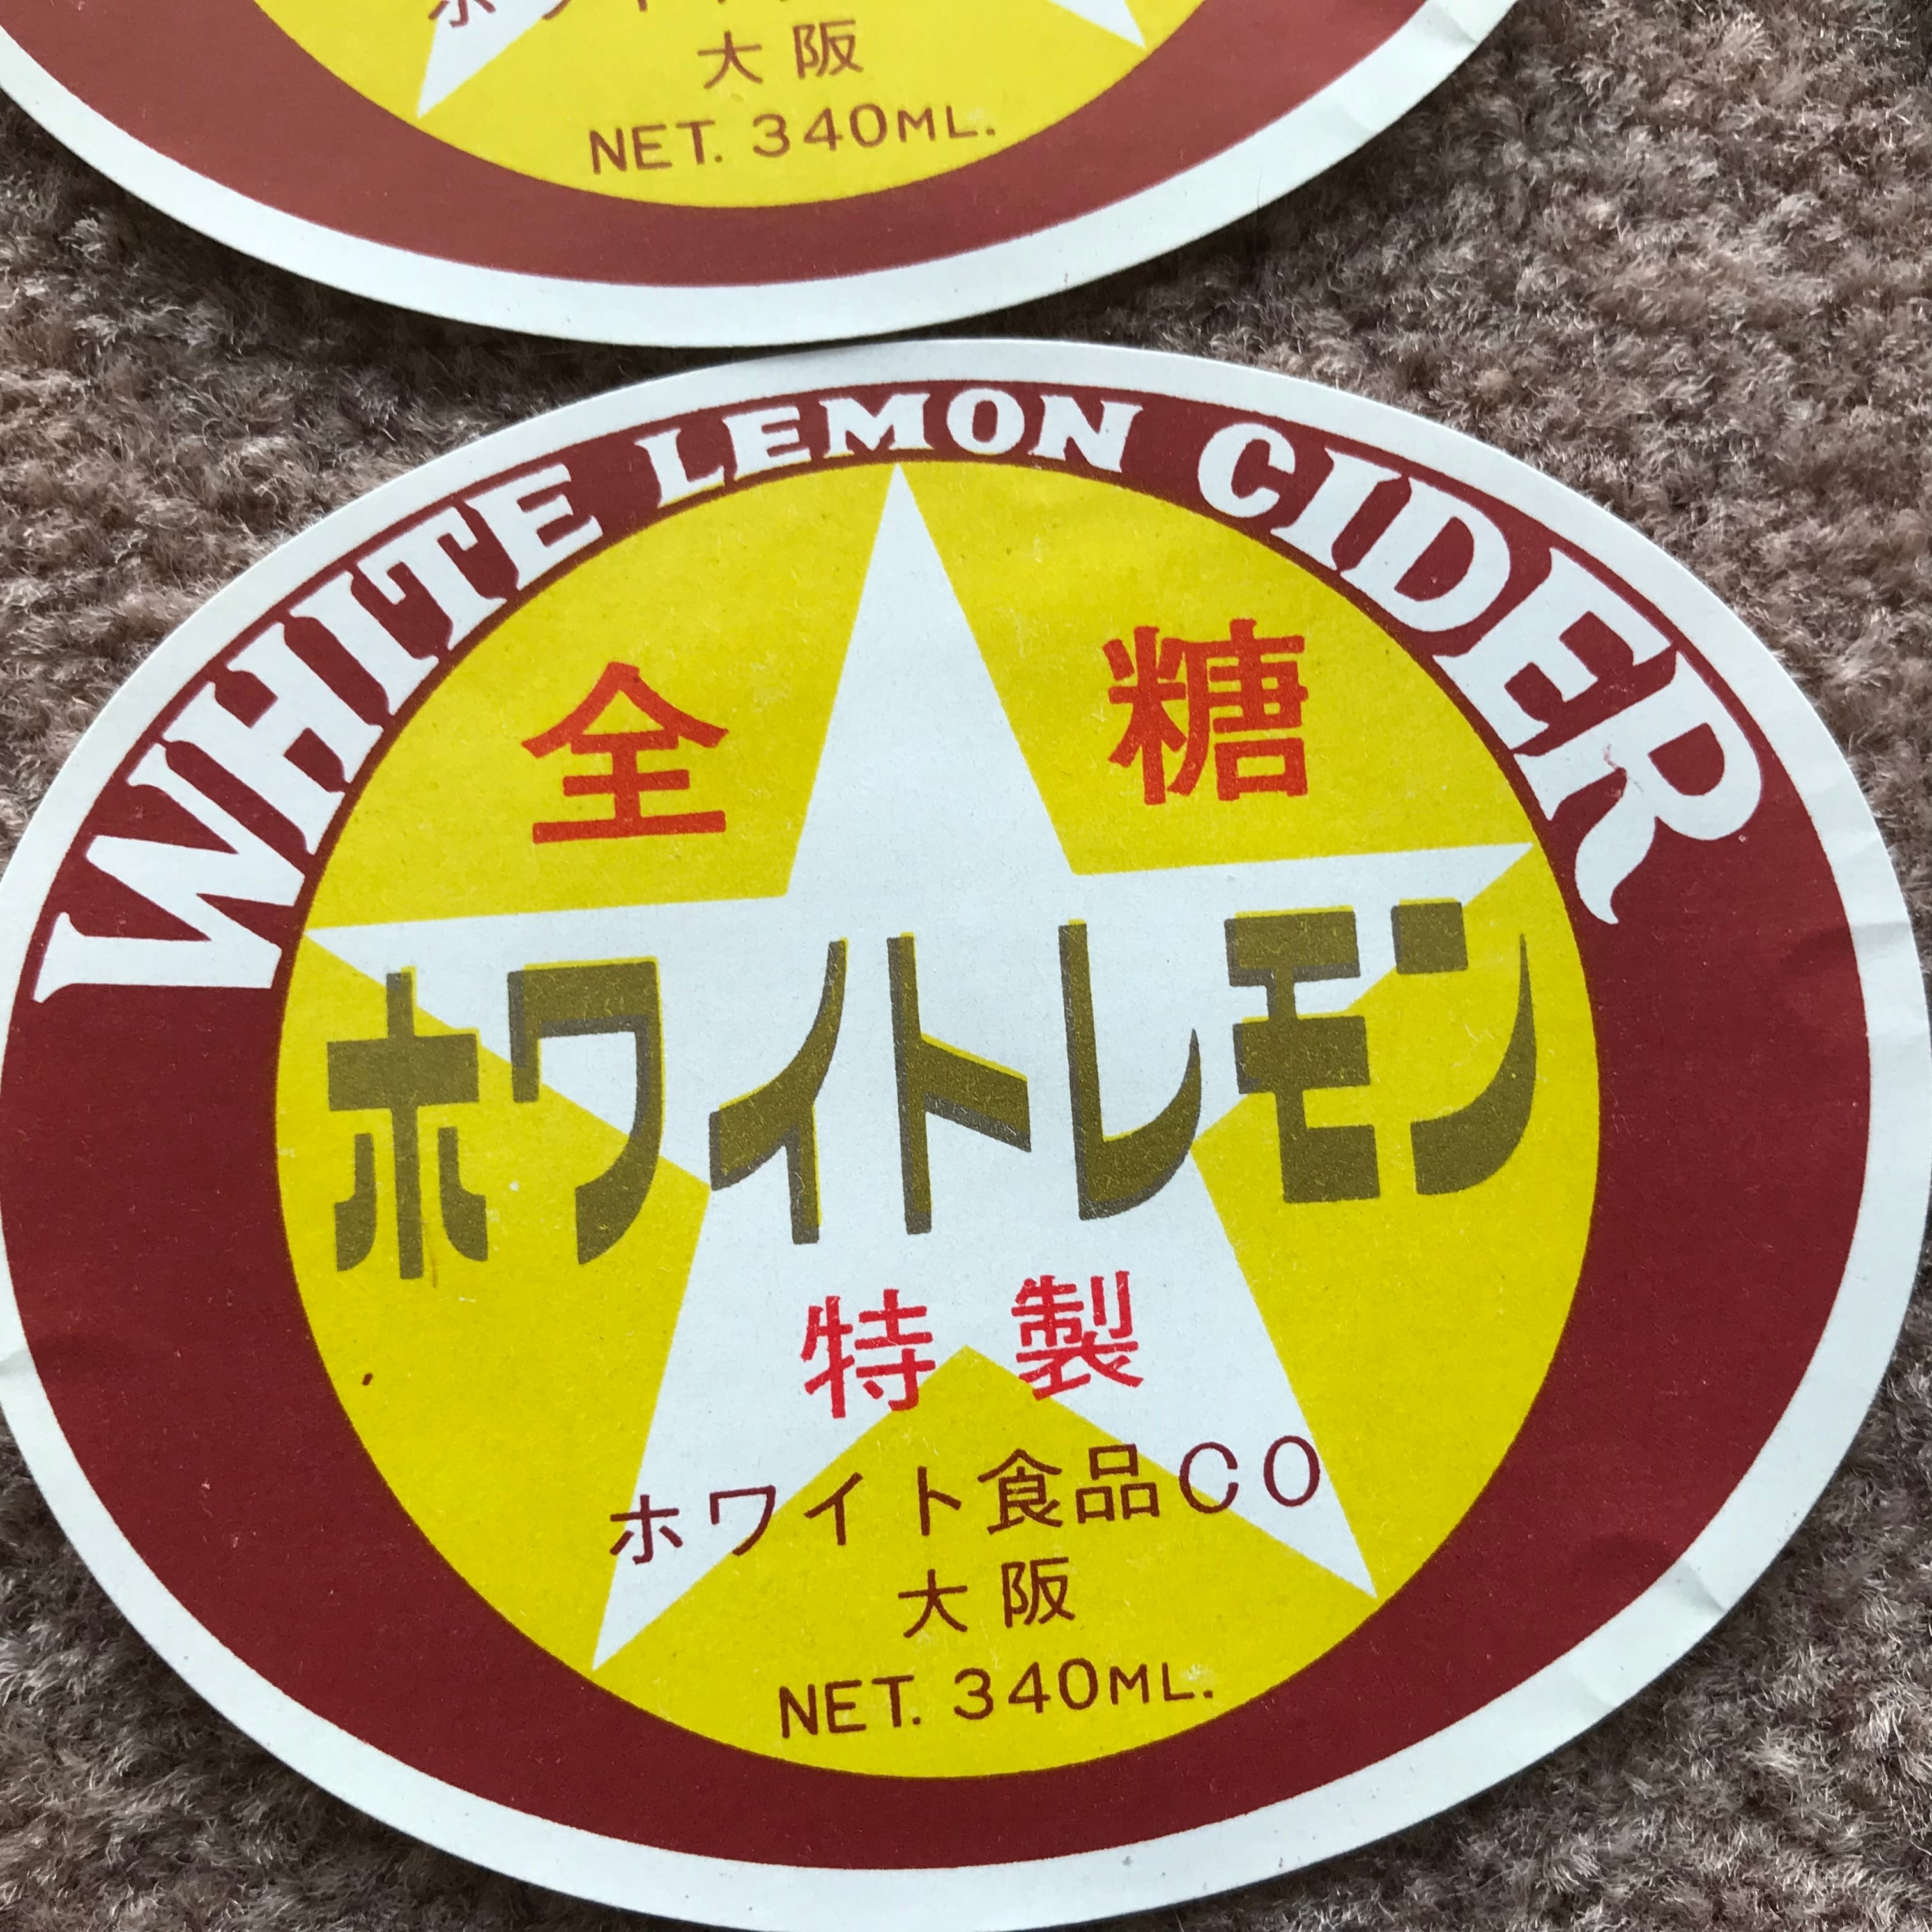 大阪
NET. 340ML.
WHITE LEMON CIDER
全糖
ホワイトレモン
特製
ホワイト食品CO
大阪
NET. 340ML.